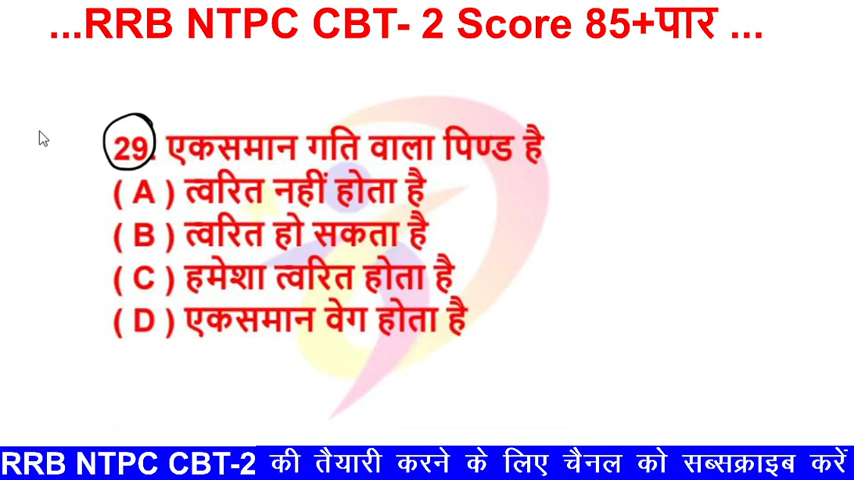 ...RRB NTPC CBT- 2 Score 85+पार ...
29. एकसमान गति वाला पिण्ड है
( A ) त्वरित नहीं होता है
( B ) त्वरित हो सकता है
( C ) हमेशा त्वरित होता है
( D ) एकसमान वेग होता है
RRB NTPC CBT-2 की तैयारी करने के लिए चैनल को सब्सक्राइब करें